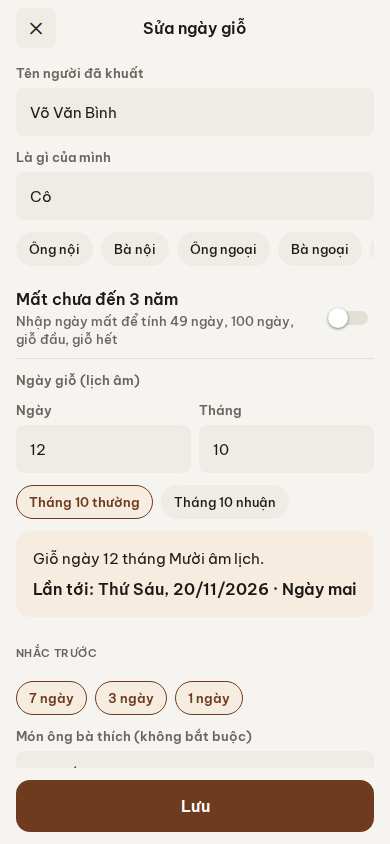 Sửa ngày giỗ
Tên người đã khuất
Võ Văn Bình
Là gì của mình
Cô
Ông nội
Bà nội
Ông ngoại
Bà ngoại
Mất chưa đến 3 năm
Nhập ngày mất để tính 49 ngày, 100 ngày,
giỗ đầu, giỗ hết
Ngày giỗ (lịch âm)
Ngày
Tháng
12
10
Tháng 10 thường
Tháng 10 nhuận
Giỗ ngày 12 tháng Mười âm lịch.
Lần tới: Thứ Sáu, 20/11/2026 · Ngày mai
NHẮC TRƯỚC
7 ngày
3 ngày
1 ngày
Món ông bà thích (không bắt buộc)
Lưu